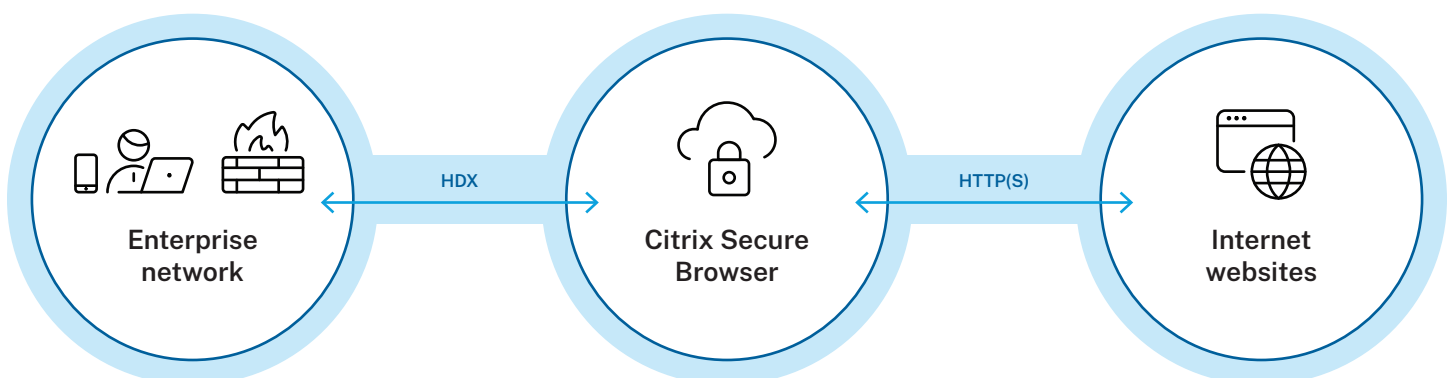 HDX
HTTP(S)
Enterprise
network
Citrix Secure
Browser
Internet
websites